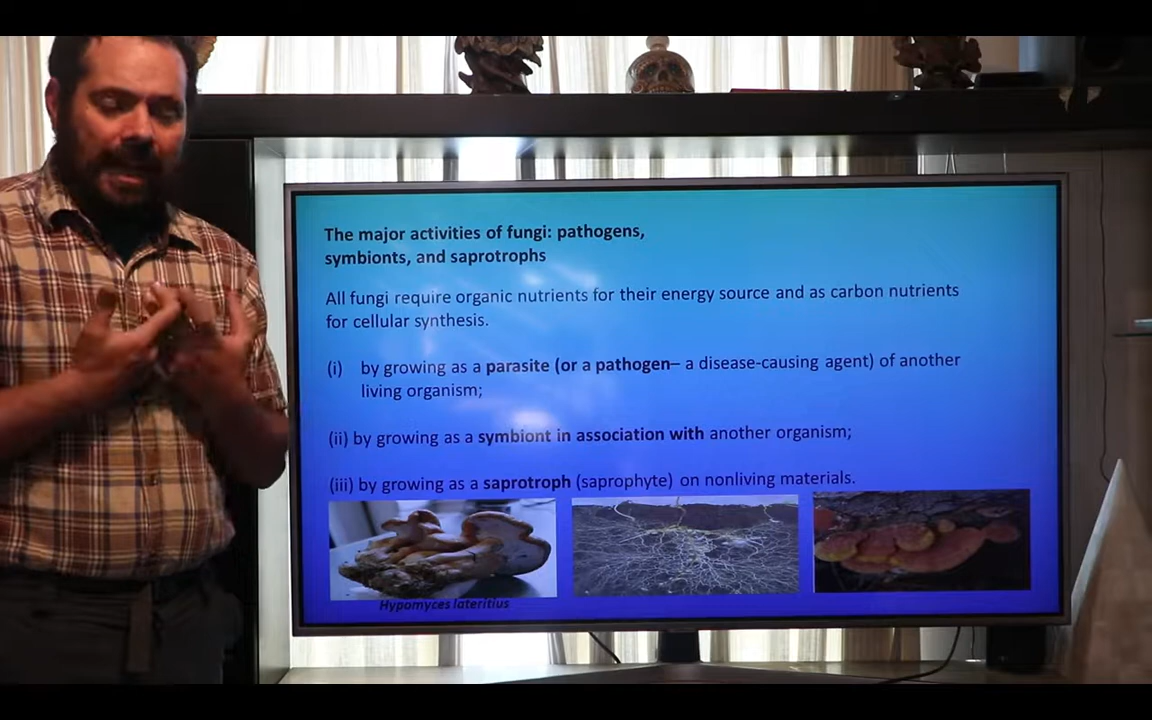 The major activities of fungi: pathogens,
symbionts, and saprotrophs
All fungi require organic nutrients for their energy source and as carbon nutrients
for cellular synthesis.
(i) by growing as a parasite (or a pathogen– a disease-causing agent) of another
living organism;
(ii) by growing as a symbiont in association with another organism;
(iii) by growing as a saprotroph (saprophyte) on nonliving materials.
Hypomyces lateritius